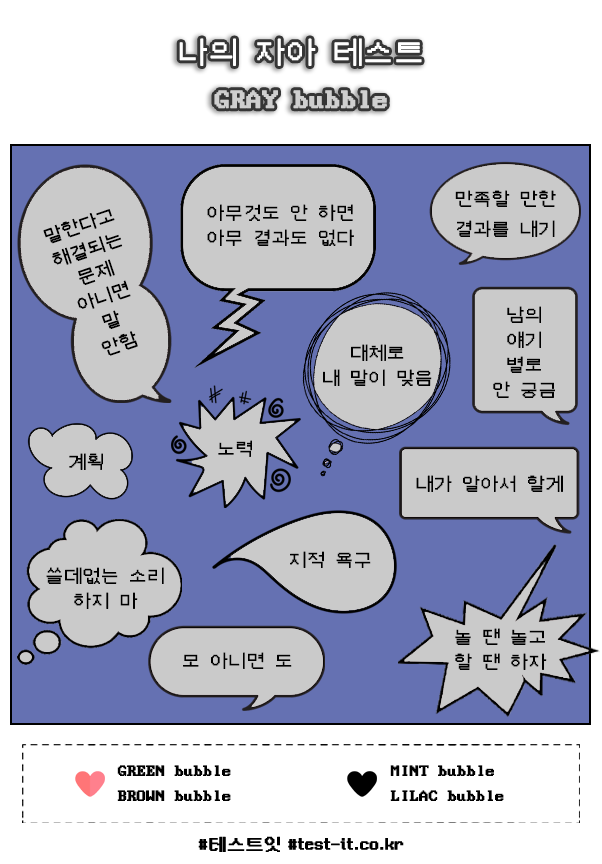 나의 자아 테스트
GRAY bubble
말한다고
해결되는
문제
아니면
말
안함
아무것도 안 하면
아무 결과도 없다
만족할 만한
결과를 내기
대체로
내 말이 맞음
남의
얘기
별로
안 궁금
계획
노력
내가 알아서 할게
쓸데없는 소리
하지 마
지적 욕구
모 아니면 도
놀 땐 놀고
할 땐 하자
GREEN bubble
BROWN bubble
MINT bubble
LILAC bubble
#테스트잇 #test-it.co.kr